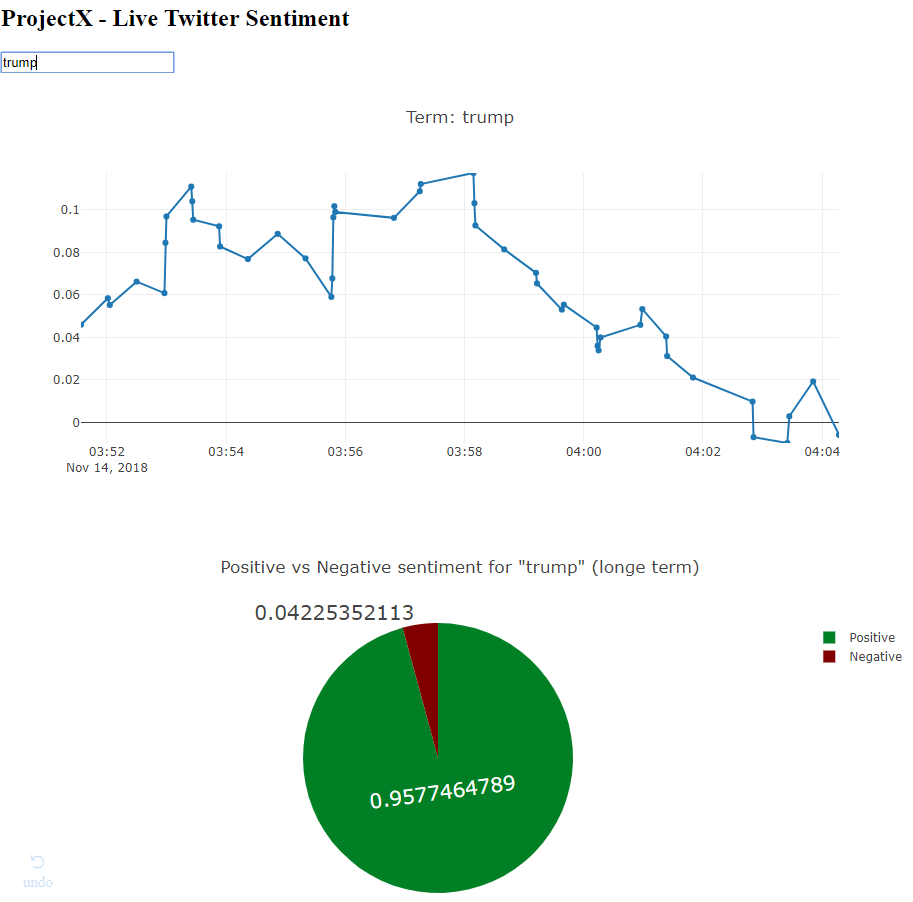 ProjectX - Live Twitter Sentiment
trump
Term: trump
0.1
0.08
0.06
0.04
0.02
0
03:52 03:54 03:56 03:58 04:00 04:02 04:04
Nov 14, 2018
Positive vs Negative sentiment for "trump" (longe term)
0.04225352113
Positive
Negative
0.9577464789
undo